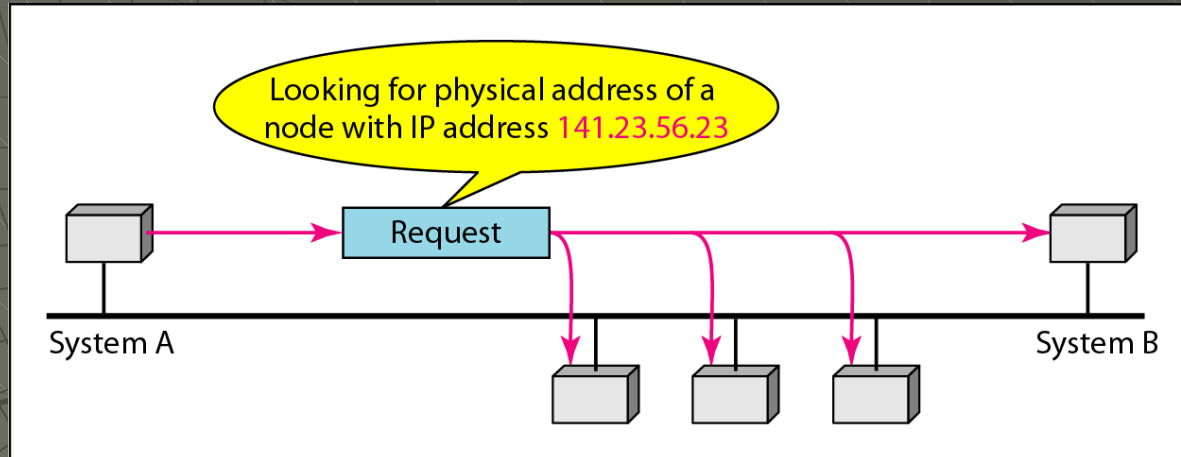 Looking for physical address of a
node with IP address 141.23.56.23
Request
System A
System B